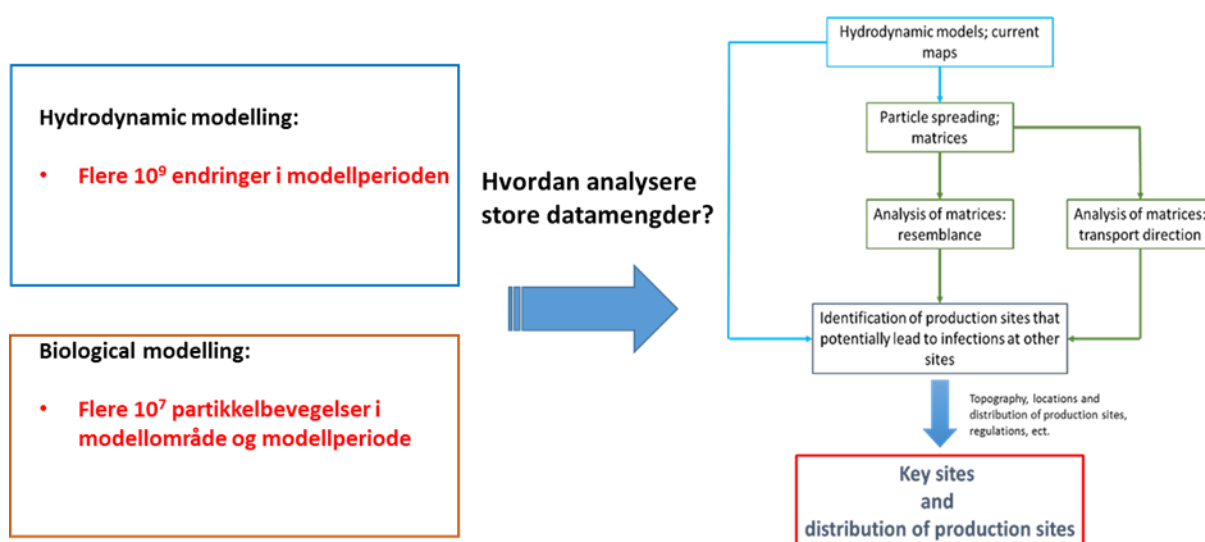 Hydrodynamic modelling:
• Flere 10⁹ endringer i modellperioden
Biological modelling:
• Flere 10⁷ partikkelbevegelser i
modellområde og modellperiode
Hvordan analysere
store datamengder?
Hydrodynamic models; current
maps
Particle spreading;
matrices
Analysis of matrices:
resemblance
Analysis of matrices:
transport direction
Identification of production sites that
potentially lead to infections at other
sites
Topography, locations and
distribution of production sites,
regulations, ect.
Key sites
and
distribution of production sites